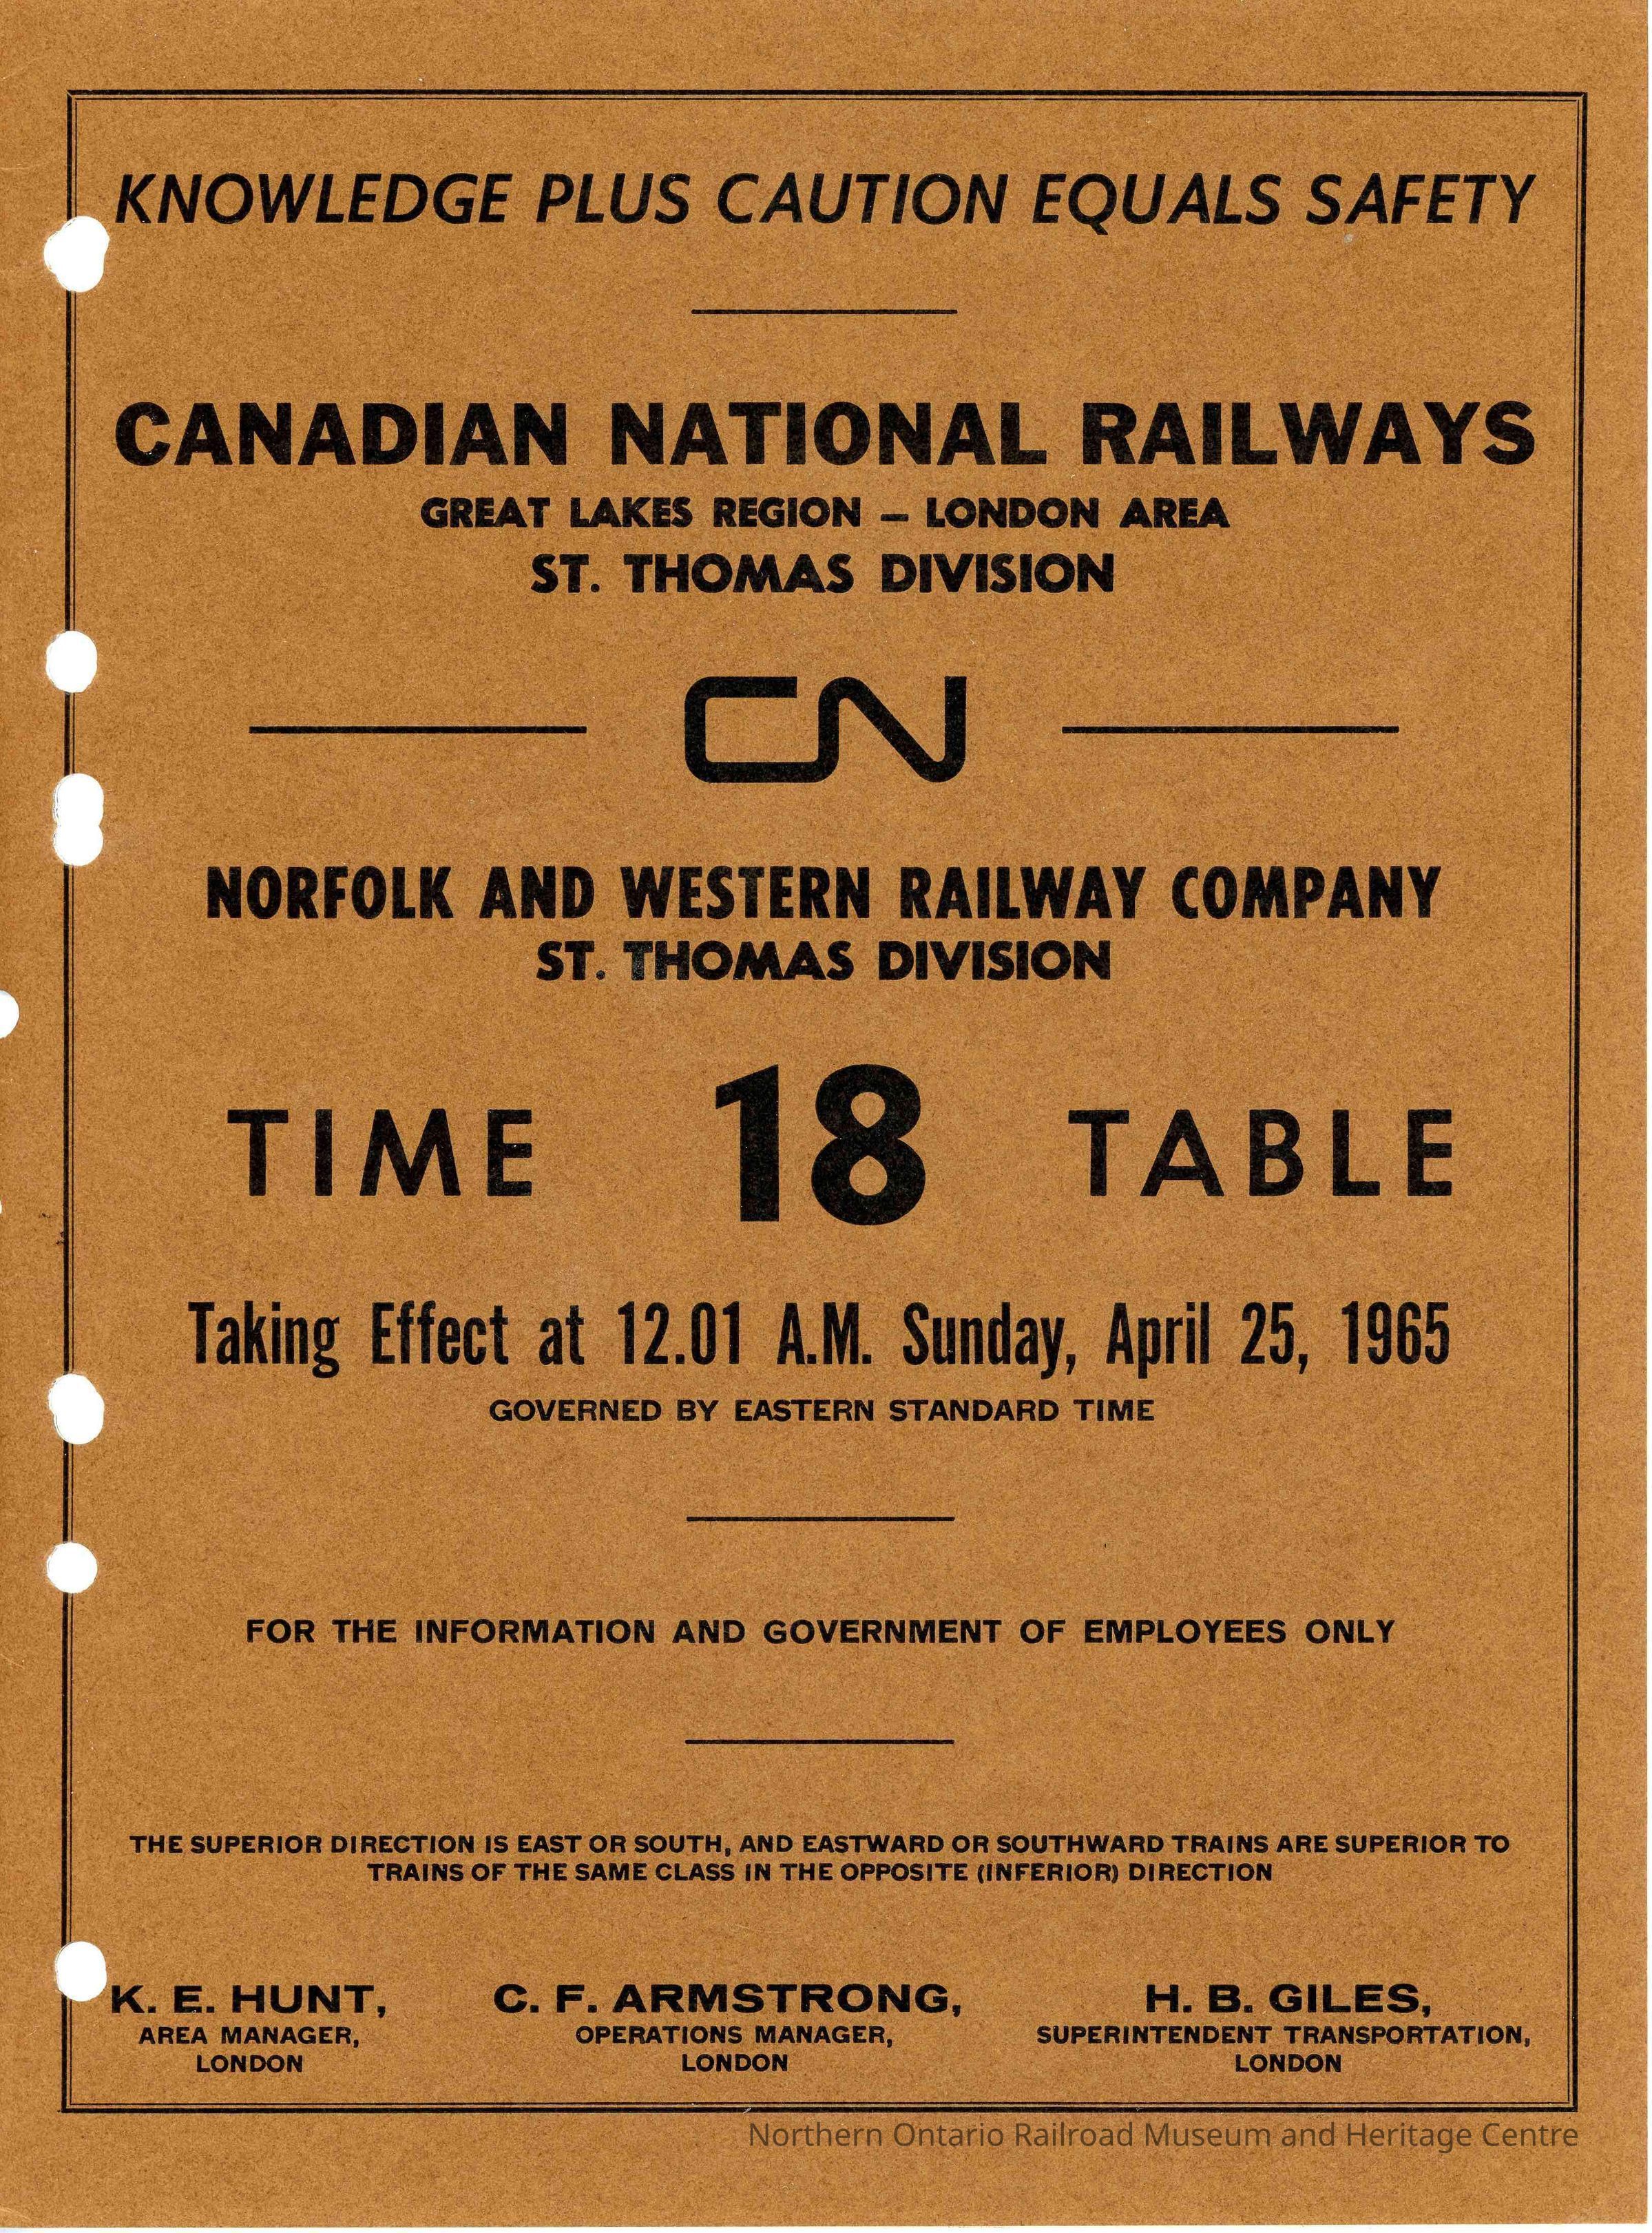 KNOWLEDGE PLUS CAUTION EQUALS SAFETY
CANADIAN NATIONAL RAILWAYS
GREAT LAKES REGION – LONDON AREA
ST. THOMAS DIVISION
CN
NORFOLK AND WESTERN RAILWAY COMPANY
ST. THOMAS DIVISION
TIME 18 TABLE
Taking Effect at 12.01 A.M. Sunday, April 25, 1965
GOVERNED BY EASTERN STANDARD TIME
FOR THE INFORMATION AND GOVERNMENT OF EMPLOYEES ONLY
THE SUPERIOR DIRECTION IS EAST OR SOUTH, AND EASTWARD OR SOUTHWARD TRAINS ARE SUPERIOR TO
TRAINS OF THE SAME CLASS IN THE OPPOSITE (INFERIOR) DIRECTION
K. E. HUNT,
AREA MANAGER,
LONDON
C. F. ARMSTRONG,
OPERATIONS MANAGER,
LONDON
H. B. GILES,
SUPERINTENDENT TRANSPORTATION,
LONDON
Northern Ontario Railroad Museum and Heritage Centre